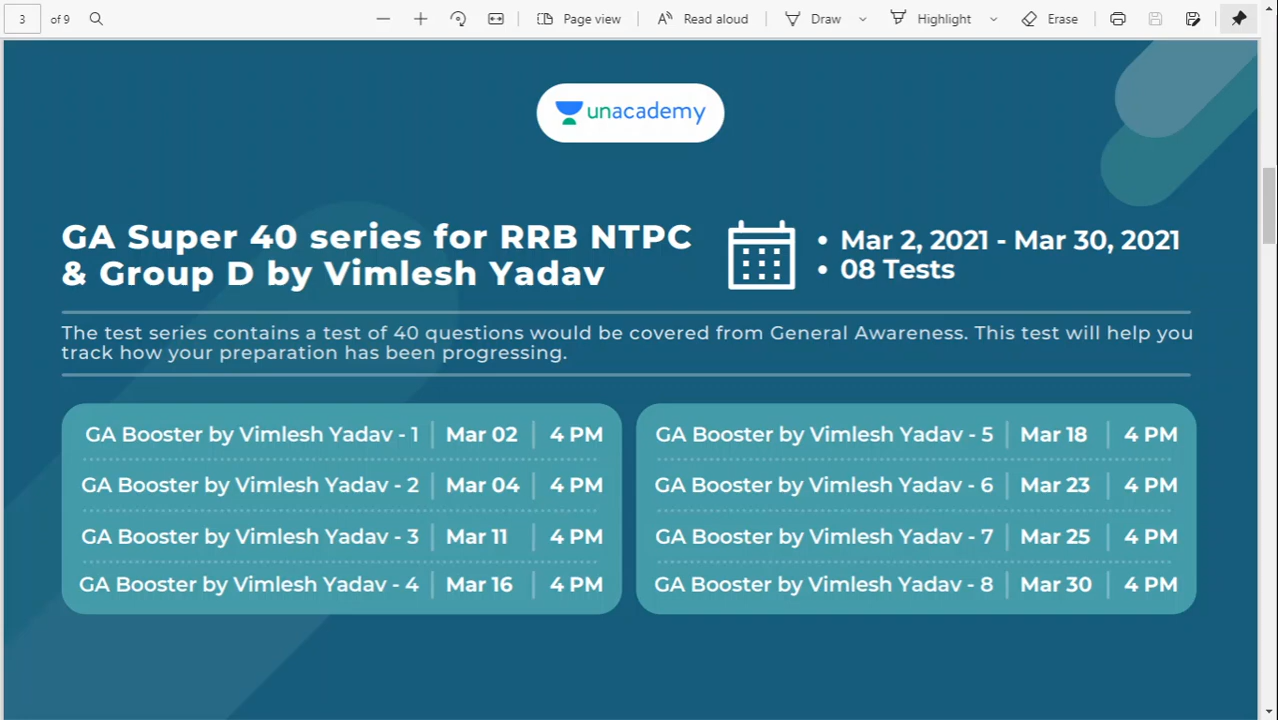 3 of 9 Page view Read aloud Draw Highlight Erase
unacademy
GA Super 40 series for RRB NTPC
& Group D by Vimlesh Yadav
• Mar 2, 2021 - Mar 30, 2021
• 08 Tests
The test series contains a test of 40 questions would be covered from General Awareness. This test will help you
track how your preparation has been progressing.
GA Booster by Vimlesh Yadav - 1 | Mar 02 | 4 PM
GA Booster by Vimlesh Yadav - 2 | Mar 04 | 4 PM
GA Booster by Vimlesh Yadav - 3 | Mar 11 | 4 PM
GA Booster by Vimlesh Yadav - 4 | Mar 16 | 4 PM
GA Booster by Vimlesh Yadav - 5 | Mar 18 | 4 PM
GA Booster by Vimlesh Yadav - 6 | Mar 23 | 4 PM
GA Booster by Vimlesh Yadav - 7 | Mar 25 | 4 PM
GA Booster by Vimlesh Yadav - 8 | Mar 30 | 4 PM